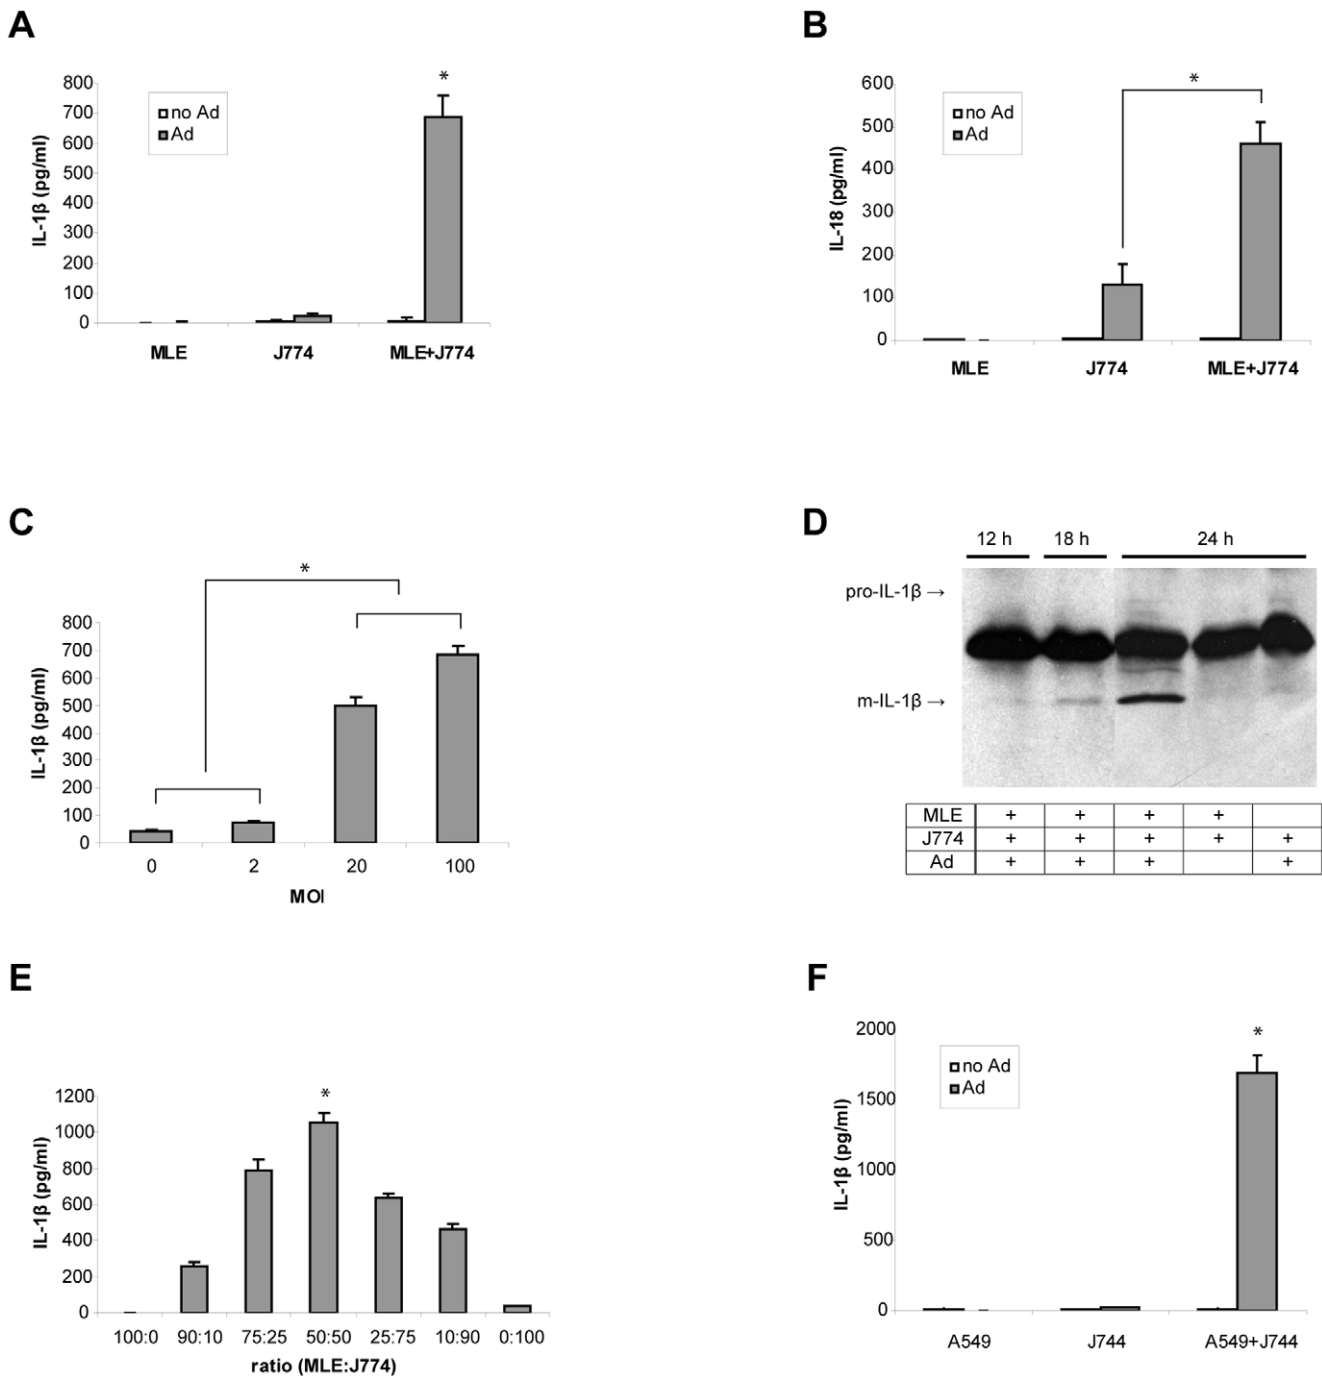 A
IL-1β (pg/ml)
800
700
600
500
400
300
200
100
0
no Ad
Ad
*
MLE J774 MLE+J774
B
IL-18 (pg/ml)
600
500
400
300
200
100
0
no Ad
Ad
*
MLE J774 MLE+J774
C
IL-1β (pg/ml)
800
700
600
500
400
300
200
100
0
*
0 2 20 100
MOI
D
12 h 18 h 24 h
pro-IL-1β →
m-IL-1β →
MLE + + + +
J774 + + + + +
Ad + + + +
E
IL-1β (pg/ml)
1200
1000
800
600
400
200
0
*
100:0 90:10 75:25 50:50 25:75 10:90 0:100
ratio (MLE:J774)
F
IL-1β (pg/ml)
2000
1500
1000
500
0
no Ad
Ad
*
A549 J744 A549+J744